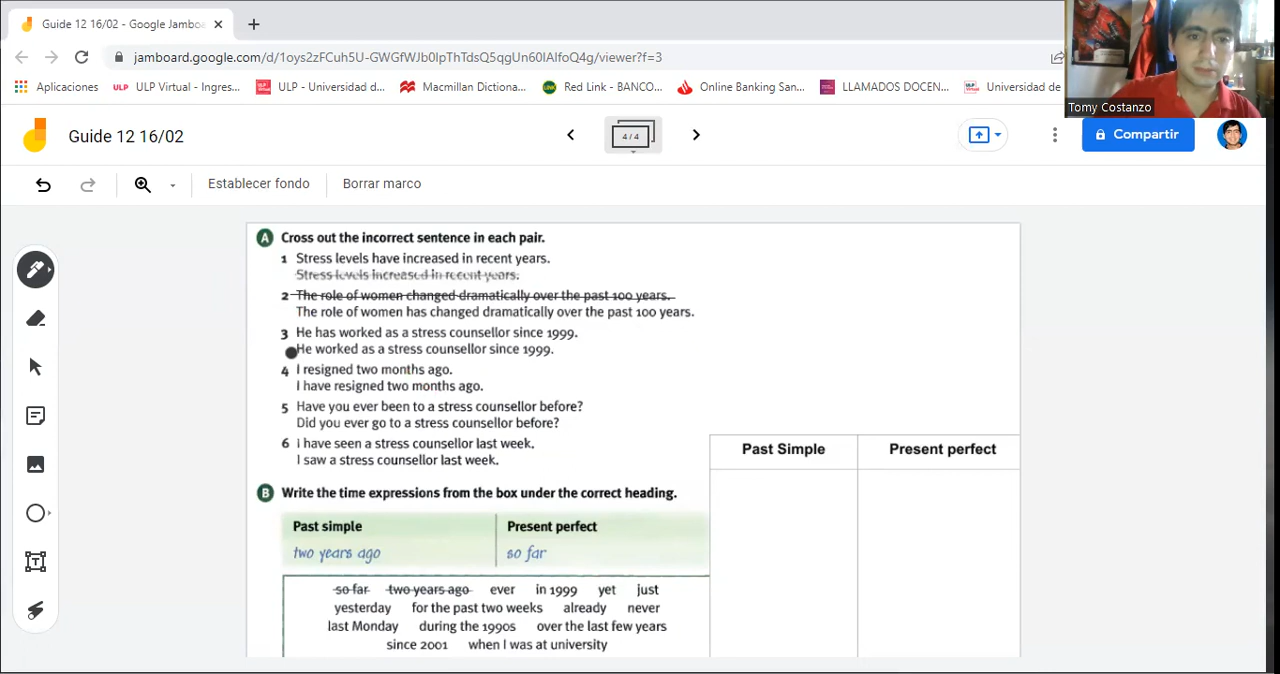 Guide 12 16/02 - Google Jambo
jamboard.google.com/d/1oys2zFCuh5U-GWGfWJb0IpThTdsQ5qgUn60IAIfoQ4g/viewer?f=3
Aplicaciones ULP Virtual - Ingres... ULP - Universidad d... Macmillan Dictiona... Red Link - BANCO... Online Banking San... LLAMADOS DOCEN... Universidad de
Tomy Costanzo
Guide 12 16/02
4 / 4
Compartir
Establecer fondo Borrar marco
A Cross out the incorrect sentence in each pair.
1 Stress levels have increased in recent years.
Stress levels increased in recent years.
2 The role of women changed dramatically over the past 100 years.
The role of women has changed dramatically over the past 100 years.
3 He has worked as a stress counsellor since 1999.
He worked as a stress counsellor since 1999.
4 I resigned two months ago.
I have resigned two months ago.
5 Have you ever been to a stress counsellor before?
Did you ever go to a stress counsellor before?
6 I have seen a stress counsellor last week.
I saw a stress counsellor last week.
Past Simple Present perfect
B Write the time expressions from the box under the correct heading.
Past simple Present perfect
two years ago so far
so far two years ago ever in 1999 yet just
yesterday for the past two weeks already never
last Monday during the 1990s over the last few years
since 2001 when I was at university